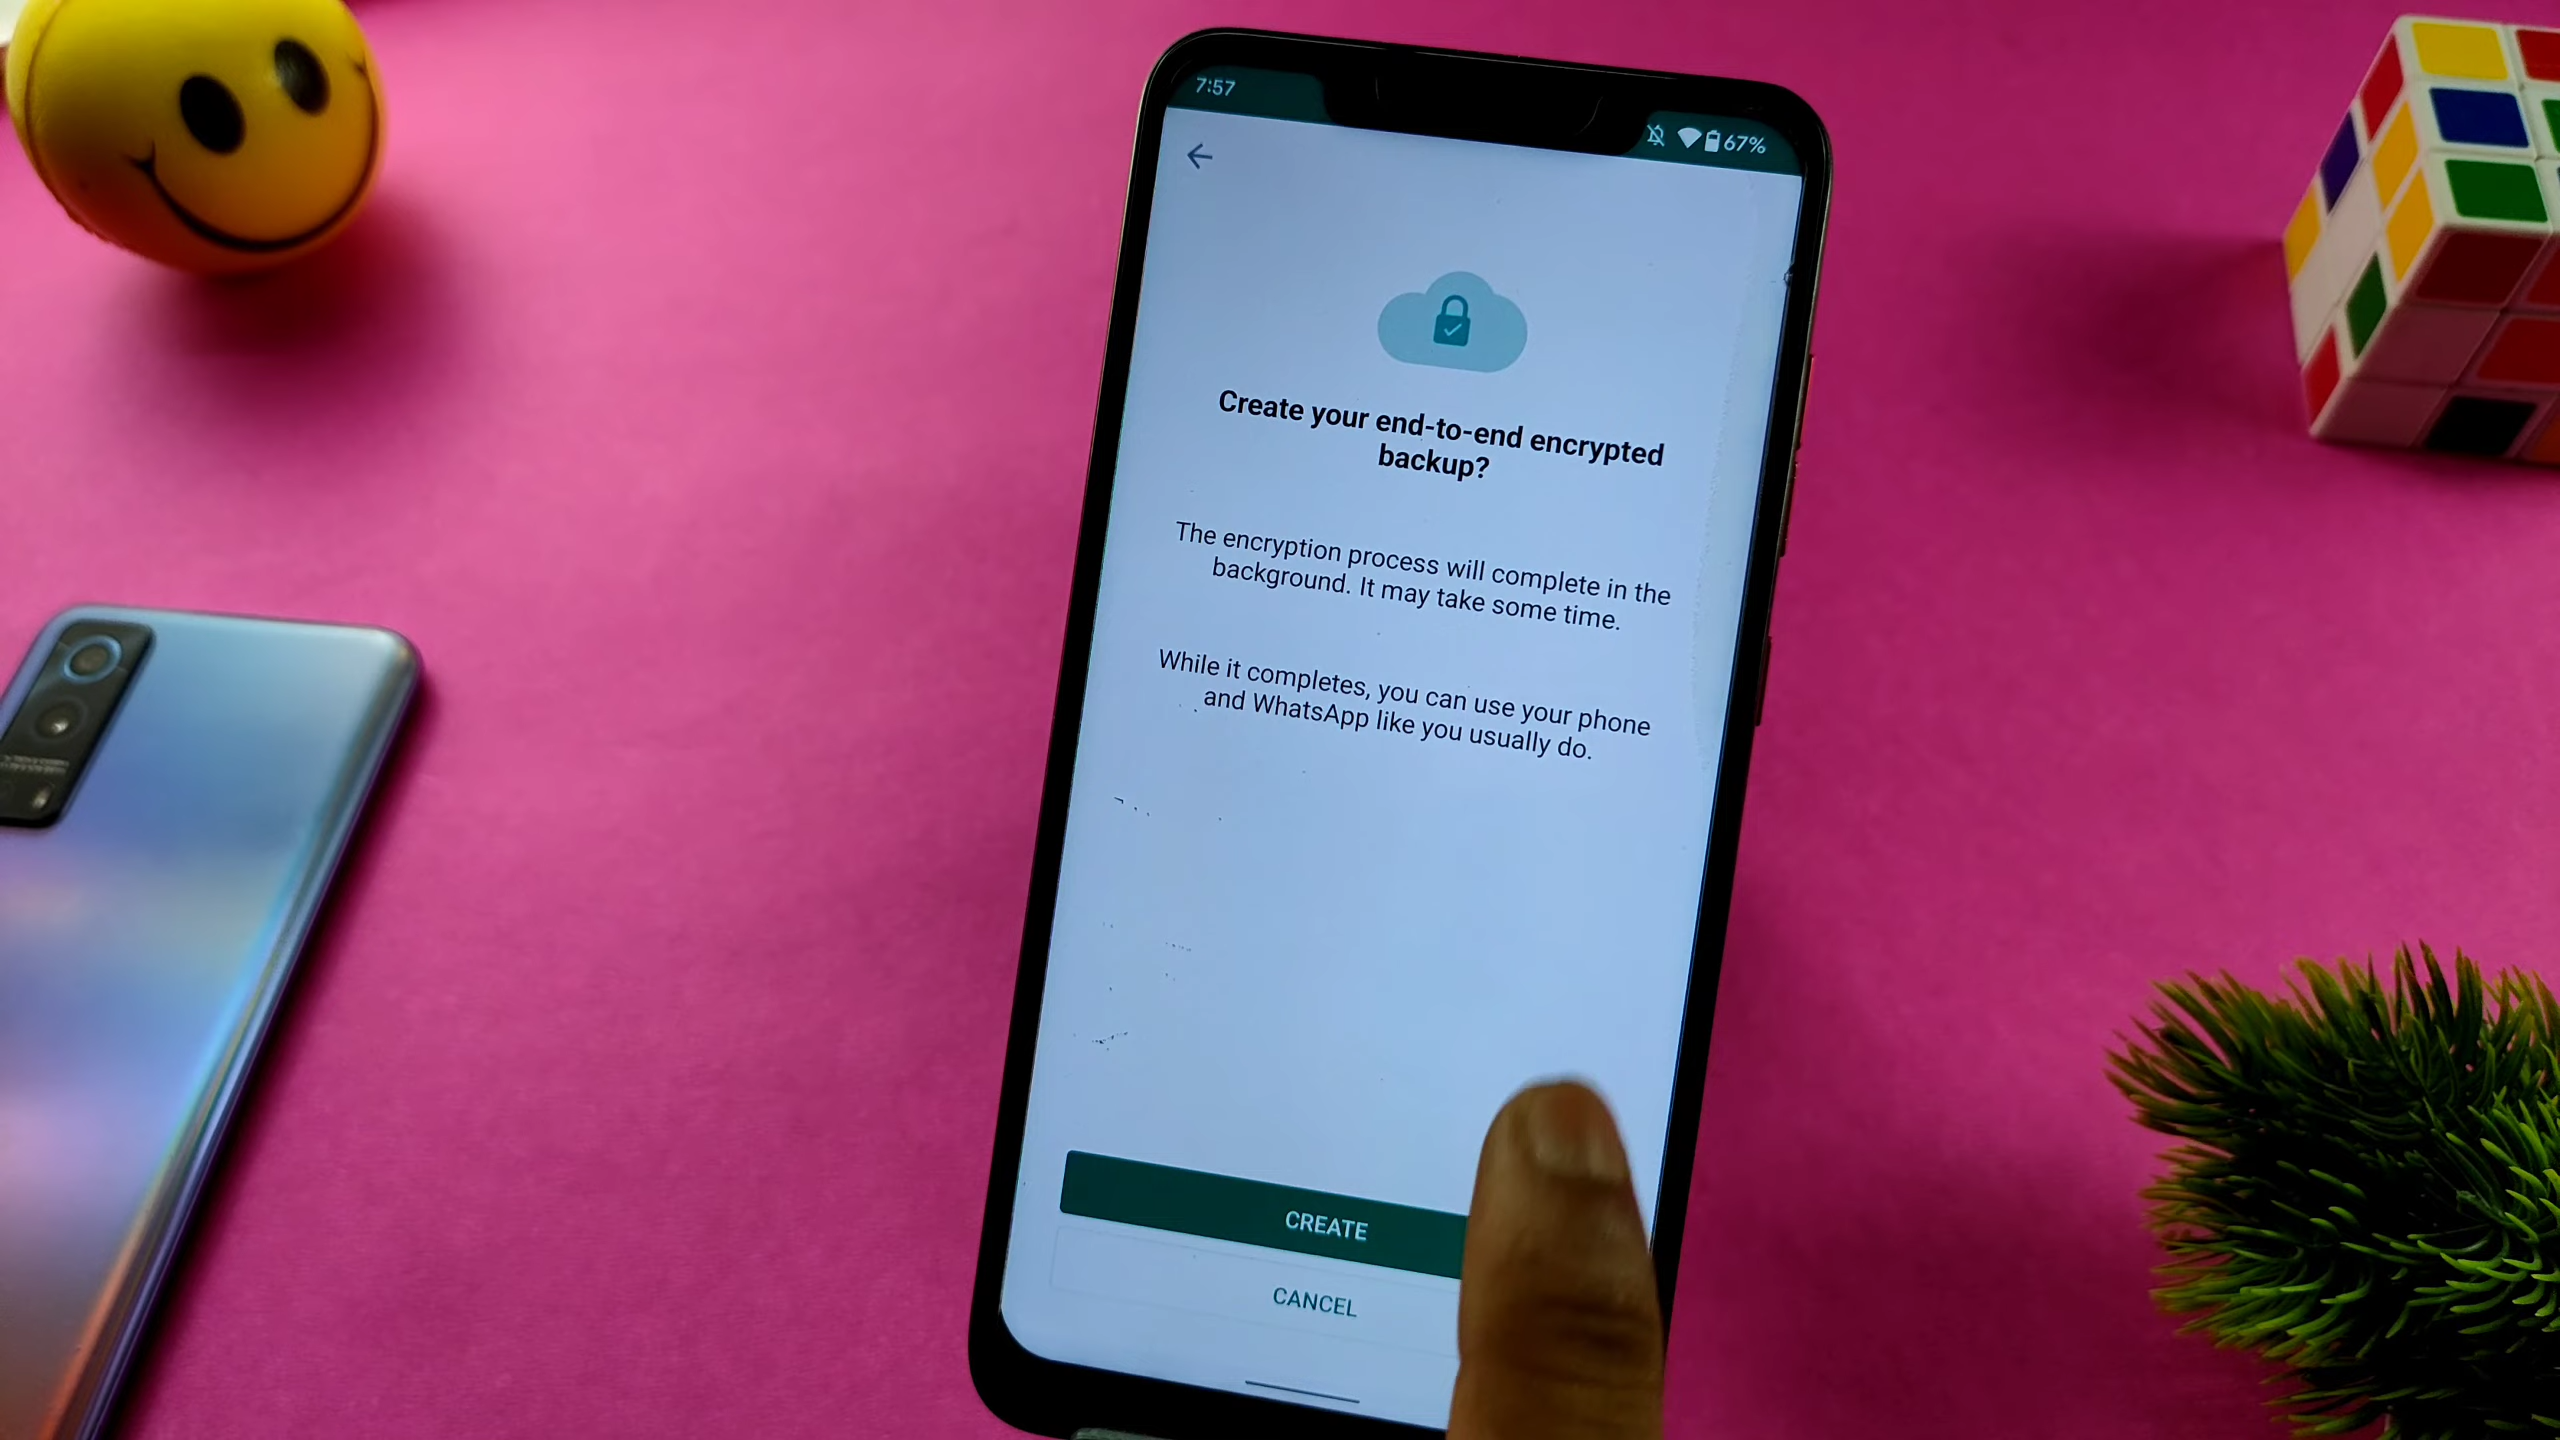 7:57
67%
Create your end-to-end encrypted
backup?
The encryption process will complete in the
background. It may take some time.
While it completes, you can use your phone
and WhatsApp like you usually do.
CREATE
CANCEL